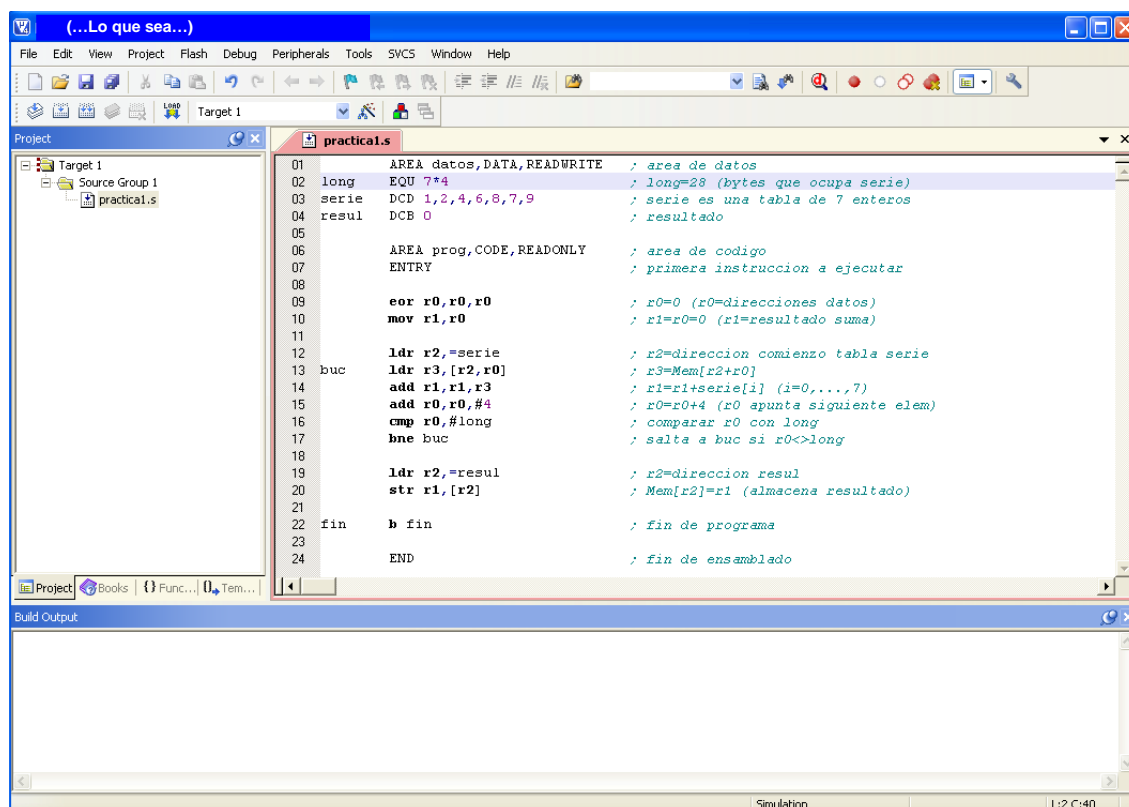 (...Lo que sea...)
File Edit View Project Flash Debug Peripherals Tools SVCS Window Help
LOAD Target 1
Project
practica1.s
Target 1
Source Group 1
practica1.s
01 AREA datos,DATA,READWRITE ; area de datos
02 long EQU 7*4 ; long=28 (bytes que ocupa serie)
03 serie DCD 1,2,4,6,8,7,9 ; serie es una tabla de 7 enteros
04 resul DCB 0 ; resultado
05
06 AREA prog,CODE,READONLY ; area de codigo
07 ENTRY ; primera instruccion a ejecutar
08
09 eor r0,r0,r0 ; r0=0 (r0=direcciones datos)
10 mov r1,r0 ; r1=r0=0 (r1=resultado suma)
11
12 ldr r2,=serie ; r2=direccion comienzo tabla serie
13 buc ldr r3,[r2,r0] ; r3=Mem[r2+r0]
14 add r1,r1,r3 ; r1=r1+serie[i] (i=0,...,7)
15 add r0,r0,#4 ; r0=r0+4 (r0 apunta siguiente elem)
16 cmp r0,#long ; comparar r0 con long
17 bne buc ; salta a buc si r0<>long
18
19 ldr r2,=resul ; r2=direccion resul
20 str r1,[r2] ; Mem[r2]=r1 (almacena resultado)
21
22 fin b fin ; fin de programa
23
24 END ; fin de ensamblado
Project Books {} Func... 0 Tem...
Build Output
Simulation L:2 C:40